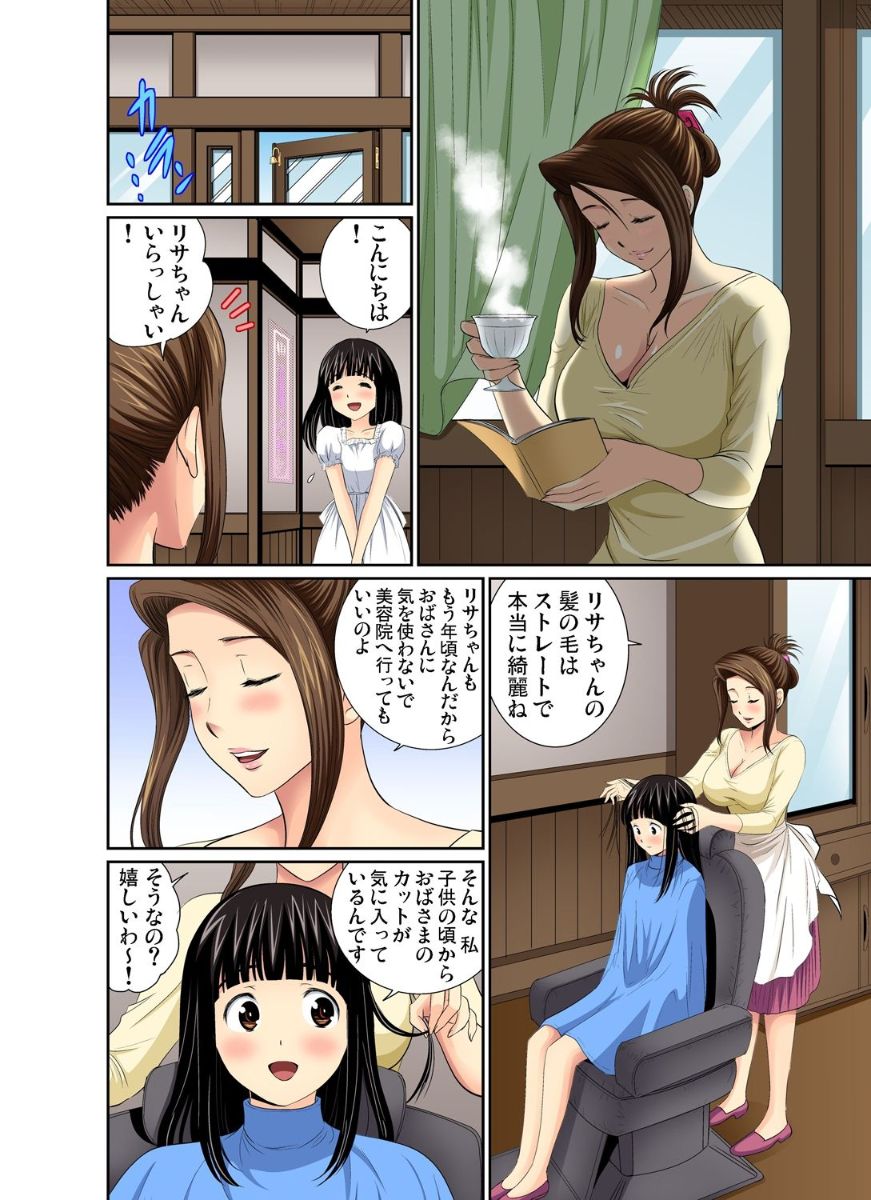 カラランッ
こんにちは
！
リサちゃん
いらっしゃい
！
リサちゃんの
髪の毛は
ストレートで
本当に綺麗ね
リサちゃんも
もう年頃なんだから
おばさんに
気を使わないで
美容院へ行っても
いいのよ
そんな 私
子供の頃から
おばさまの
カットが
気に入って
いるんです
そうなの？
嬉しいわ〜！